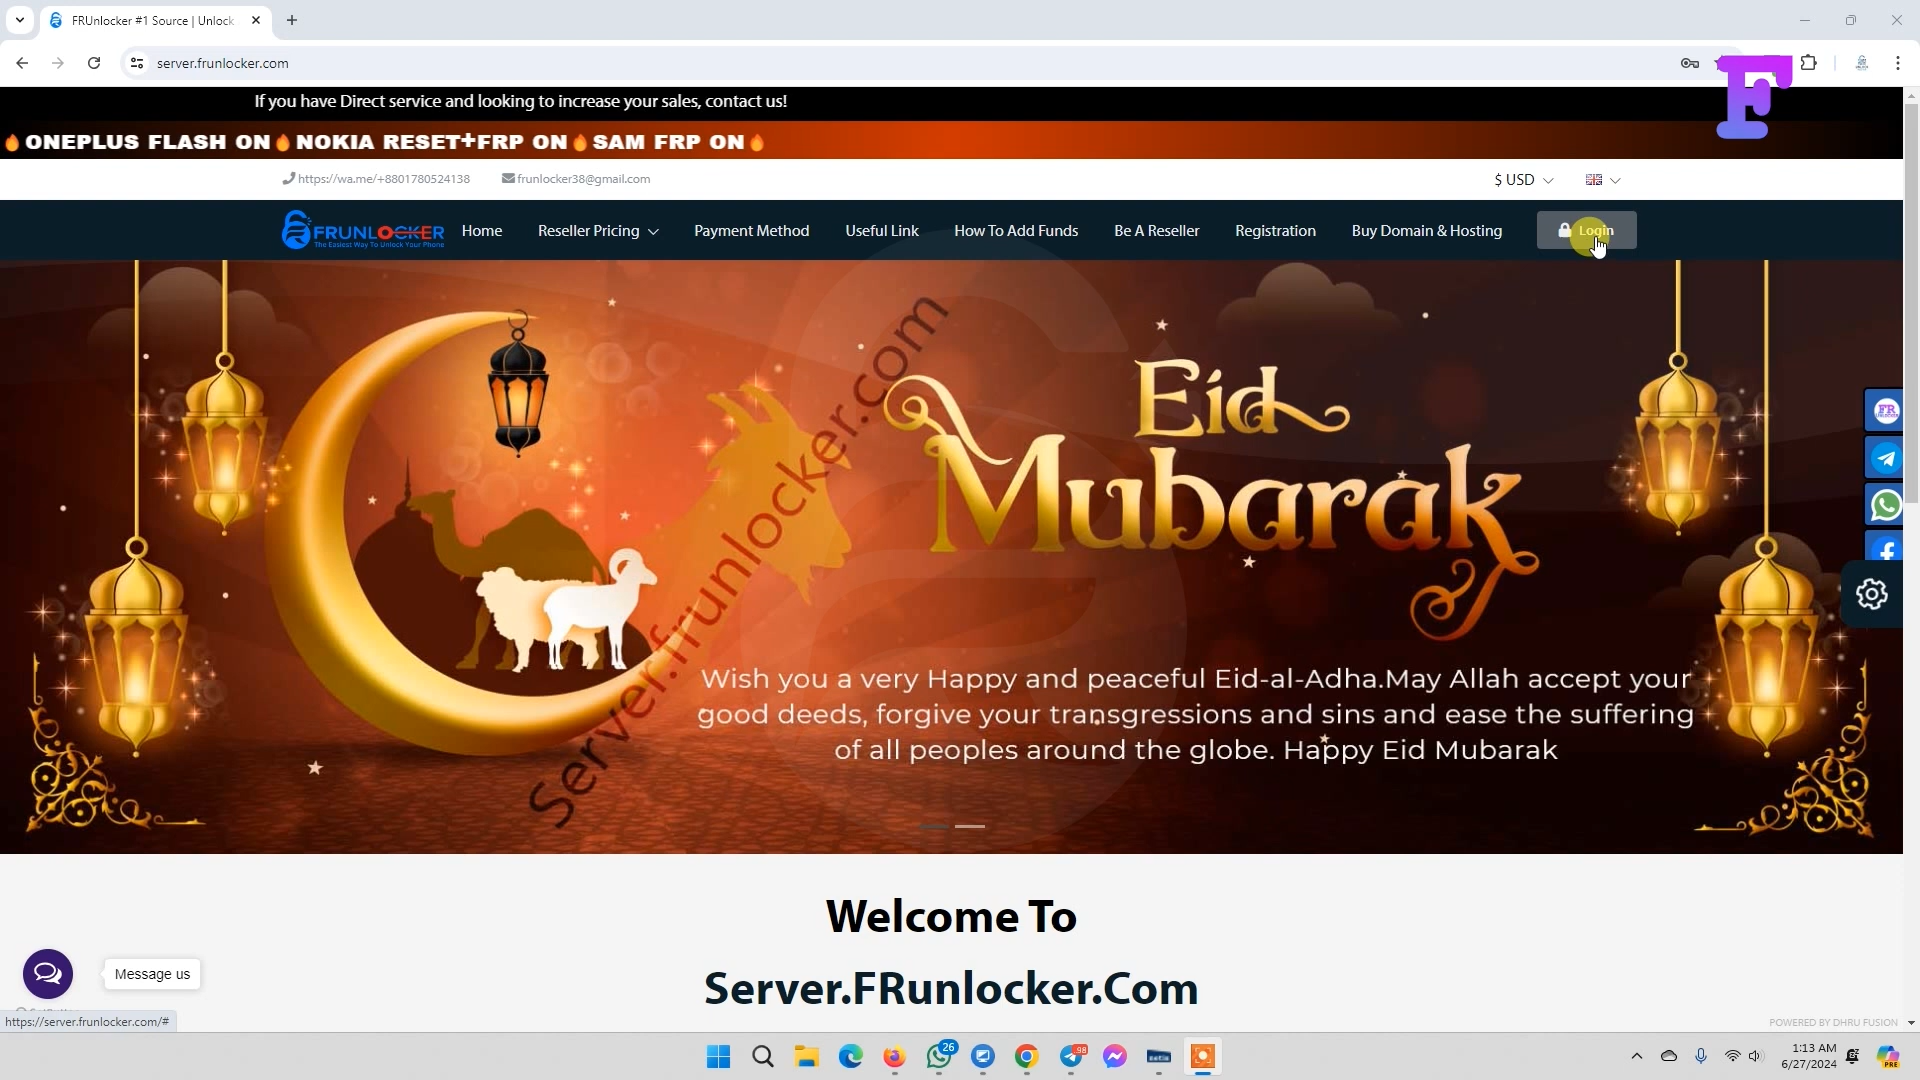 FRUnlocker #1 Source | Unlock
server.frunlocker.com
If you have Direct service and looking to increase your sales, contact us!
🔥ONEPLUS FLASH ON🔥NOKIA RESET+FRP ON🔥SAM FRP ON🔥
F
https://wa.me/+8801780524138 frunlocker38@gmail.com $ USD
FRUNLOCKER
The Easiest Way To Unlock Your Phone
Home Reseller Pricing Payment Method Useful Link How To Add Funds Be A Reseller Registration Buy Domain & Hosting Login
Eid
Mubarak
Server.frunlocker.com
FR
Wish you a very Happy and peaceful Eid-al-Adha.May Allah accept your
good deeds, forgive your transgressions and sins and ease the suffering
of all peoples around the globe. Happy Eid Mubarak
Welcome To
Server.FRunlocker.Com
Message us
https://server.frunlocker.com/#
POWERED BY DHRU FUSION
26
98
1:13 AM
6/27/2024
PRE